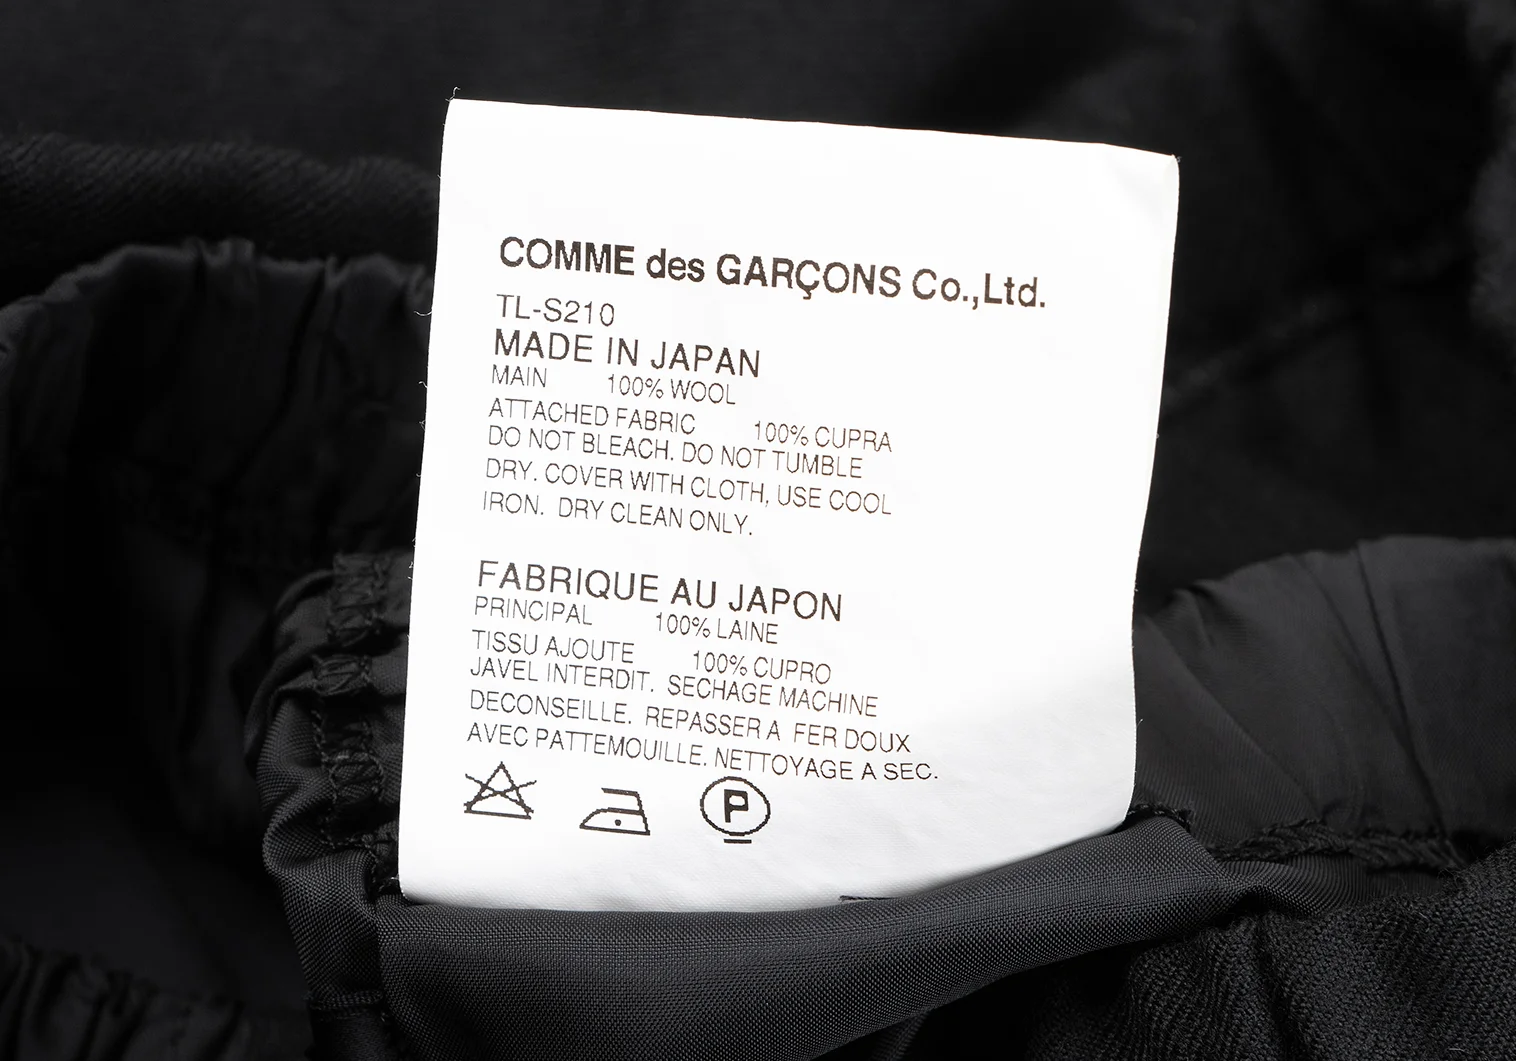 COMME des GARÇONS Co.,Ltd.
TL-S210
MADE IN JAPAN
MAIN 100% WOOL
ATTACHED FABRIC 100% CUPRA
DO NOT BLEACH. DO NOT TUMBLE
DRY. COVER WITH CLOTH, USE COOL
IRON. DRY CLEAN ONLY.
FABRIQUE AU JAPON
PRINCIPAL 100% LAINE
TISSU AJOUTE 100% CUPRO
JAVEL INTERDIT. SECHAGE MACHINE
DECONSEILLE. REPASSER A FER DOUX
AVEC PATTEMOUILLE. NETTOYAGE A SEC.
P